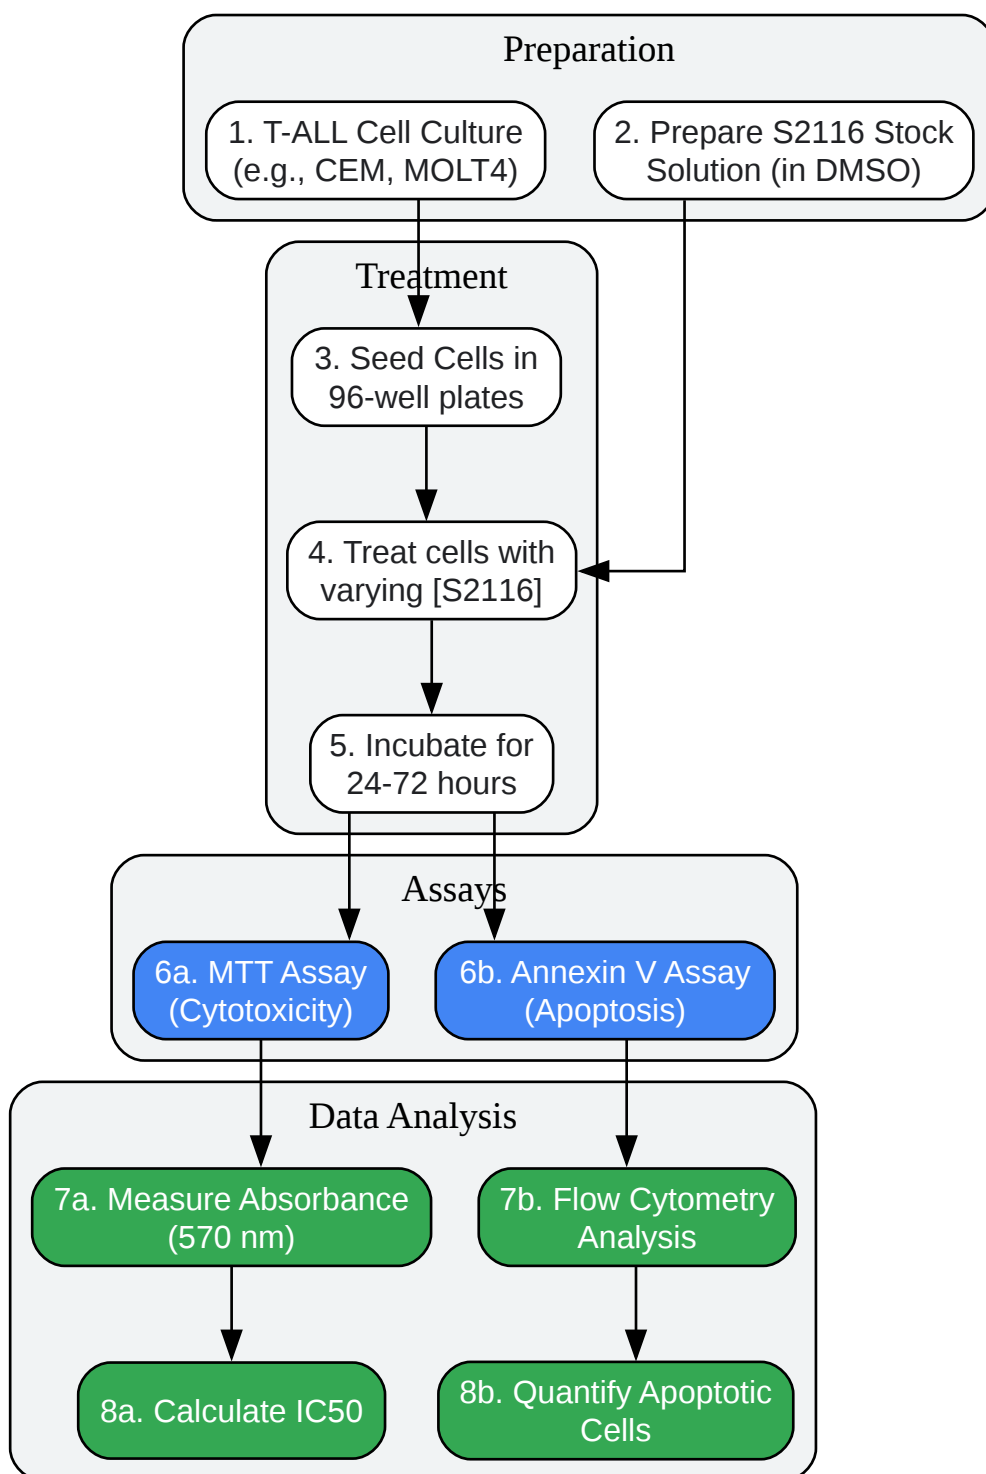 Preparation
1. T-ALL Cell Culture
(e.g., CEM, MOLT4)
2. Prepare S2116 Stock
Solution (in DMSO)
Treatment
3. Seed Cells in
96-well plates
4. Treat cells with
varying [S2116]
5. Incubate for
24-72 hours
Assays
6a. MTT Assay
(Cytotoxicity)
6b. Annexin V Assay
(Apoptosis)
Data Analysis
7a. Measure Absorbance
(570 nm)
7b. Flow Cytometry
Analysis
8a. Calculate IC50
8b. Quantify Apoptotic
Cells